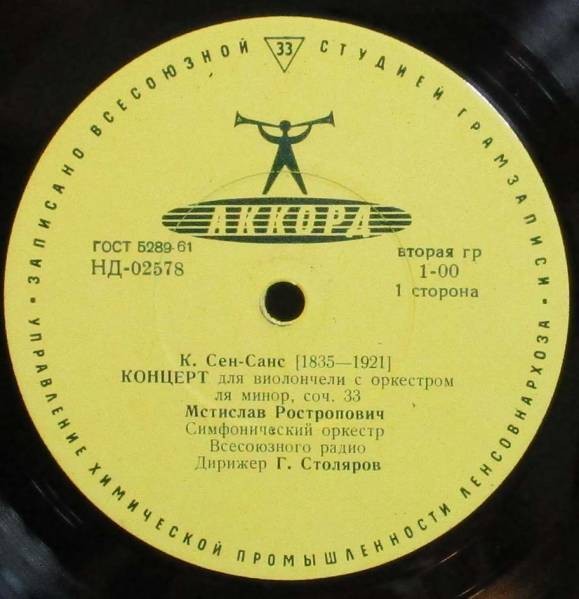 ЗАПИСАНО ВСЕСОЮЗНОЙ СТУДИЕЙ ГРАМЗАПИСИ
33
АККОРД
ГОСТ 5289-61
НД-02578
вторая гр
1-00
1 сторона
К. Сен-Санс [1835—1921]
КОНЦЕРТ для виолончели с оркестром
ля минор, соч. 33
Мстислав Ростропович
Симфонический оркестр
Всесоюзного радио
Дирижер Г. Столяров
УПРАВЛЕНИЕ ХИМИЧЕСКОЙ ПРОМЫШЛЕННОСТИ ЛЕНСОВНАРХОЗА